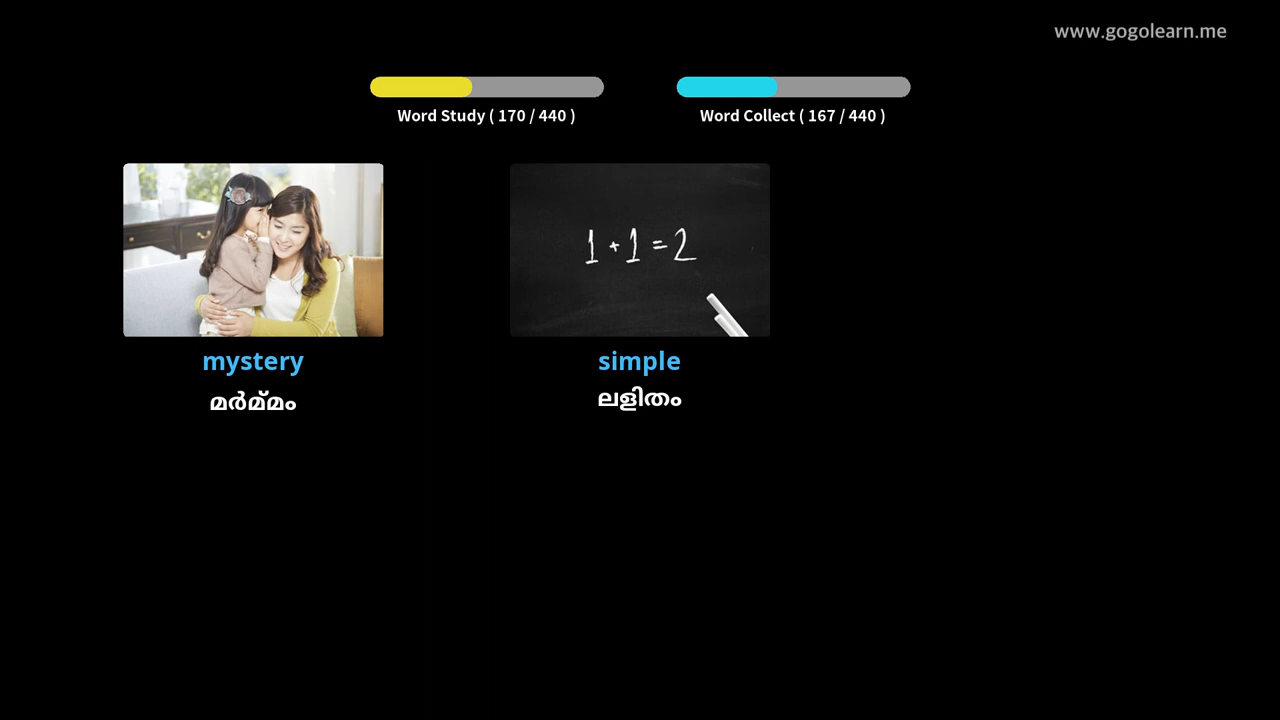 www.gogolearn.me
Word Study ( 170 / 440 )
Word Collect ( 167 / 440 )
1 + 1 = 2
mystery
simple
മർമ്മം
ലളിതം